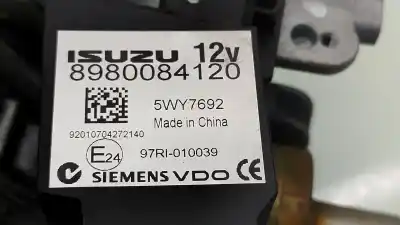 ISUZU 12V
8980084120
5WY7692
Made in China
92010704272140
E24 97RI-010039
SIEMENS VDO CE